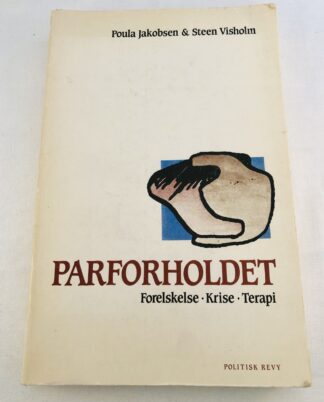 Poula Jakobsen & Steen Visholm
PARFORHOLDET
Forelskelse · Krise · Terapi
POLITISK REVY